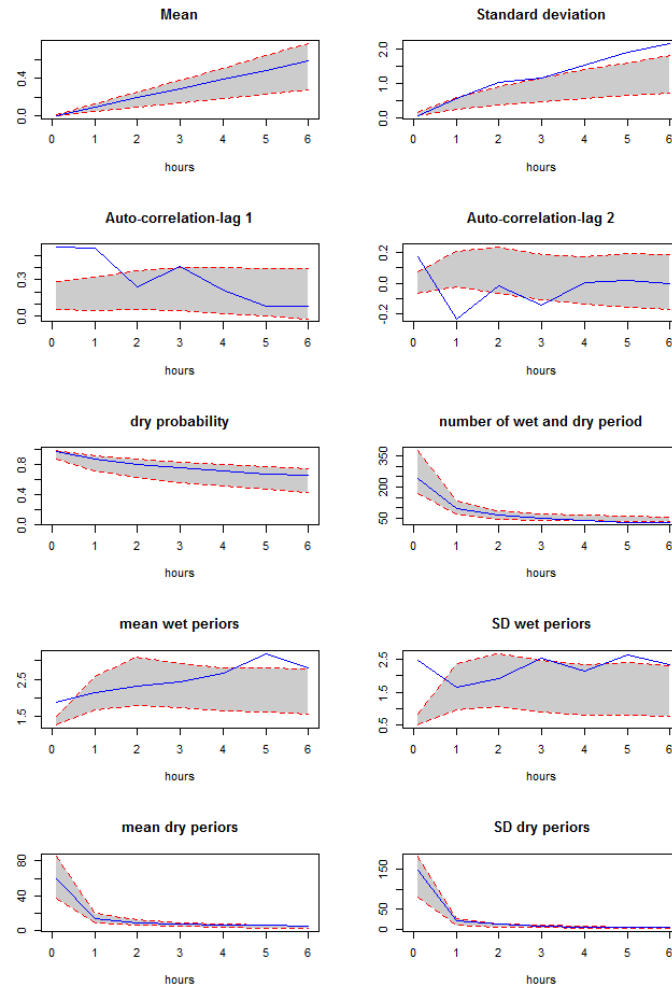 Mean
Standard deviation
0.0 0.4
0.0 1.0 2.0
0 1 2 3 4 5 6
0 1 2 3 4 5 6
hours
hours
Auto-correlation-lag 1
Auto-correlation-lag 2
0.0 0.3
-0.2 0.0 0.2
0 1 2 3 4 5 6
0 1 2 3 4 5 6
hours
hours
dry probability
number of wet and dry period
0.0 0.4 0.8
50 200 350
0 1 2 3 4 5 6
0 1 2 3 4 5 6
hours
hours
mean wet periors
SD wet periors
1.5 2.5
0.5 1.5 2.5
0 1 2 3 4 5 6
0 1 2 3 4 5 6
hours
hours
mean dry periors
SD dry periors
0 40 80
0 50 150
0 1 2 3 4 5 6
0 1 2 3 4 5 6
hours
hours